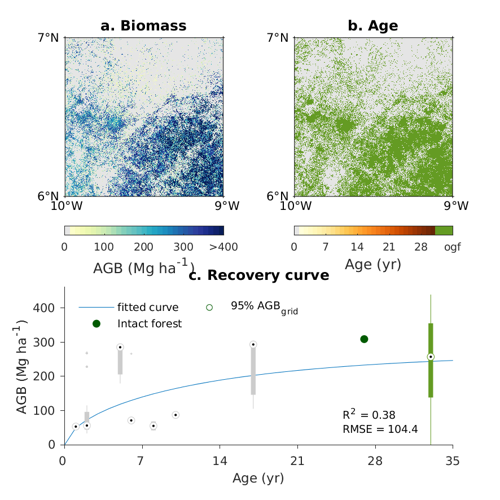 a. Biomass
b. Age
7°N
7°N
6°N
6°N
10°W 9°W
10°W 9°W
0 100 200 300 >400
0 7 14 21 28 ogf
AGB (Mg ha⁻¹)
Age (yr)
c. Recovery curve
fitted curve
95% AGB_grid
Intact forest
AGB (Mg ha⁻¹)
400
300
200
100
0
R² = 0.38
RMSE = 104.4
0 7 14 21 28 35
Age (yr)